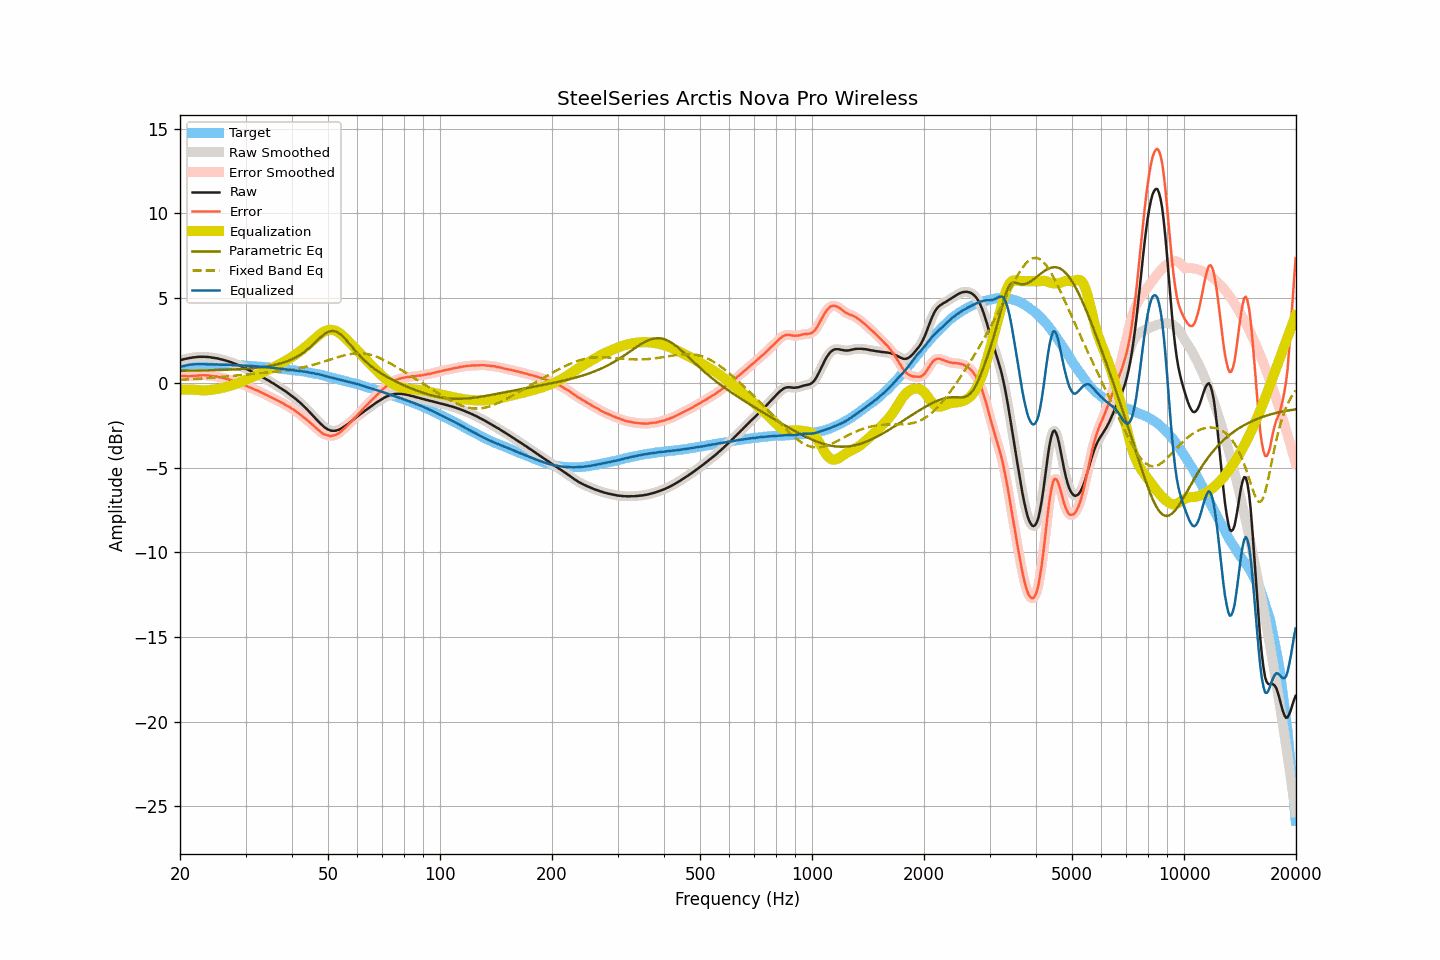 SteelSeries Arctis Nova Pro Wireless
15
10
5
0
−5
−10
−15
−20
−25
Amplitude (dBr)
Target
Raw Smoothed
Error Smoothed
Raw
Error
Equalization
Parametric Eq
Fixed Band Eq
Equalized
20 50 100 200 500 1000 2000 5000 10000 20000
Frequency (Hz)